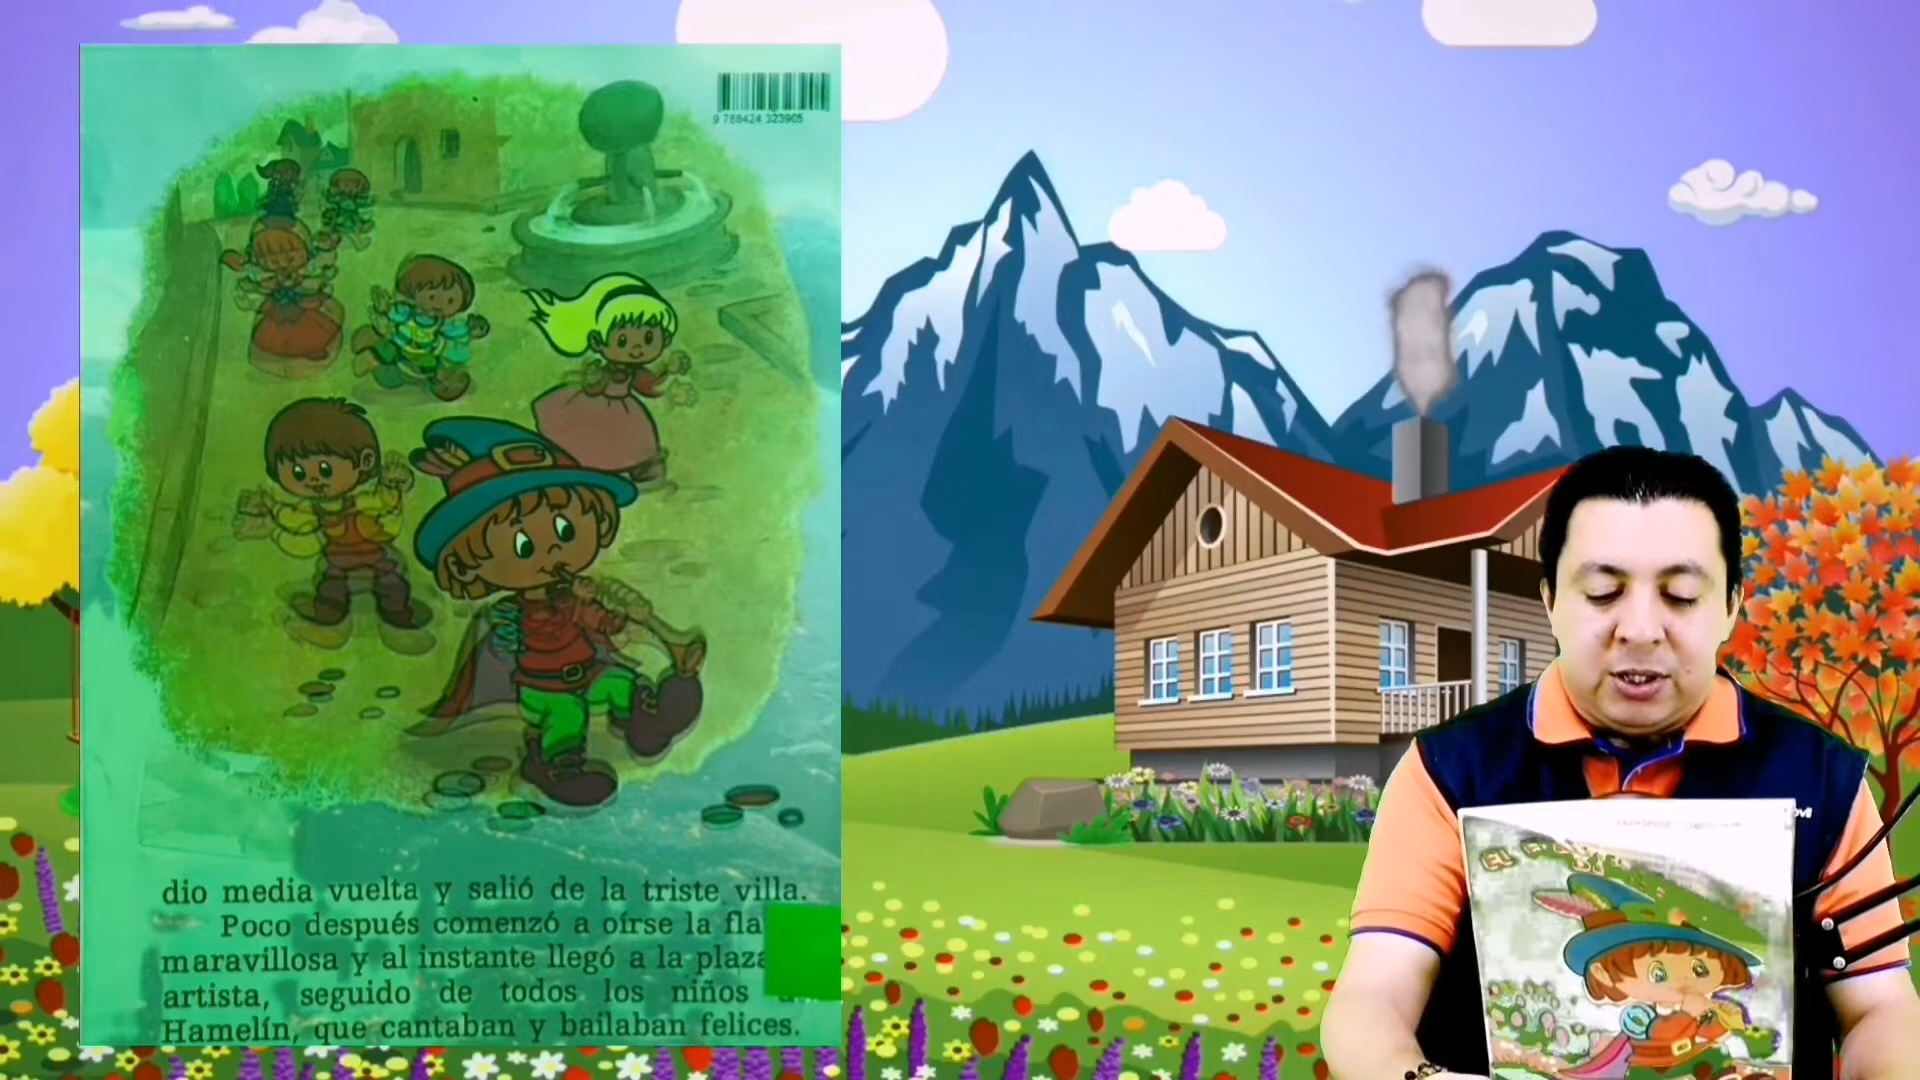 9 788424 323905
dio media vuelta y salió de la triste villa.
Poco después comenzó a oírse la
maravillosa y al instante llegó a la plaza
artista, seguido de todos los niños
Hamelín, que cantaban y bailaban felices.
EL